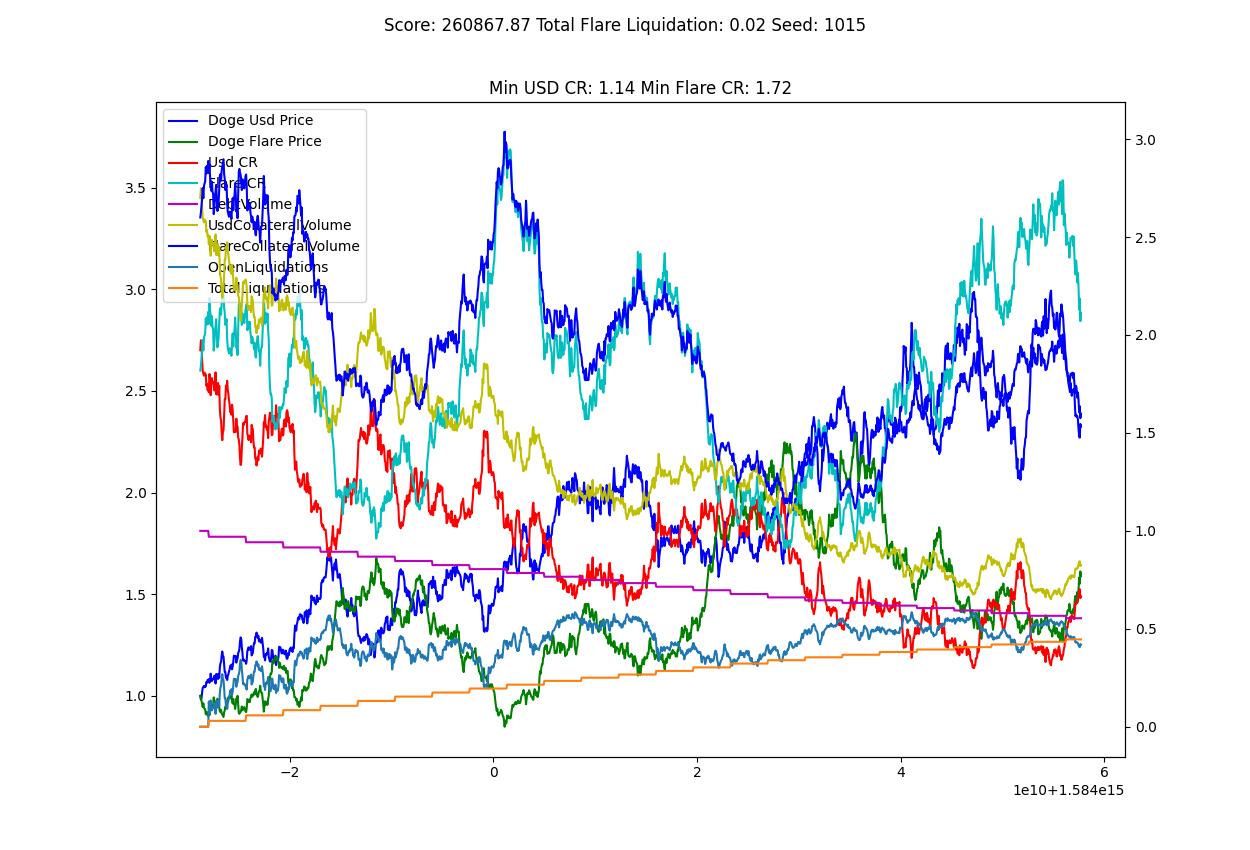 Score: 260867.87 Total Flare Liquidation: 0.02 Seed: 1015
Min USD CR: 1.14 Min Flare CR: 1.72
Doge Usd Price
Doge Flare Price
Usd CR
Flare CR
DebtVolume
UsdCollateralVolume
FlareCollateralVolume
OpenLiquidations
TotalLiquidations
3.5
3.0
2.5
2.0
1.5
1.0
3.0
2.5
2.0
1.5
1.0
0.5
0.0
−2
0
2
4
6
1e10+1.584e15